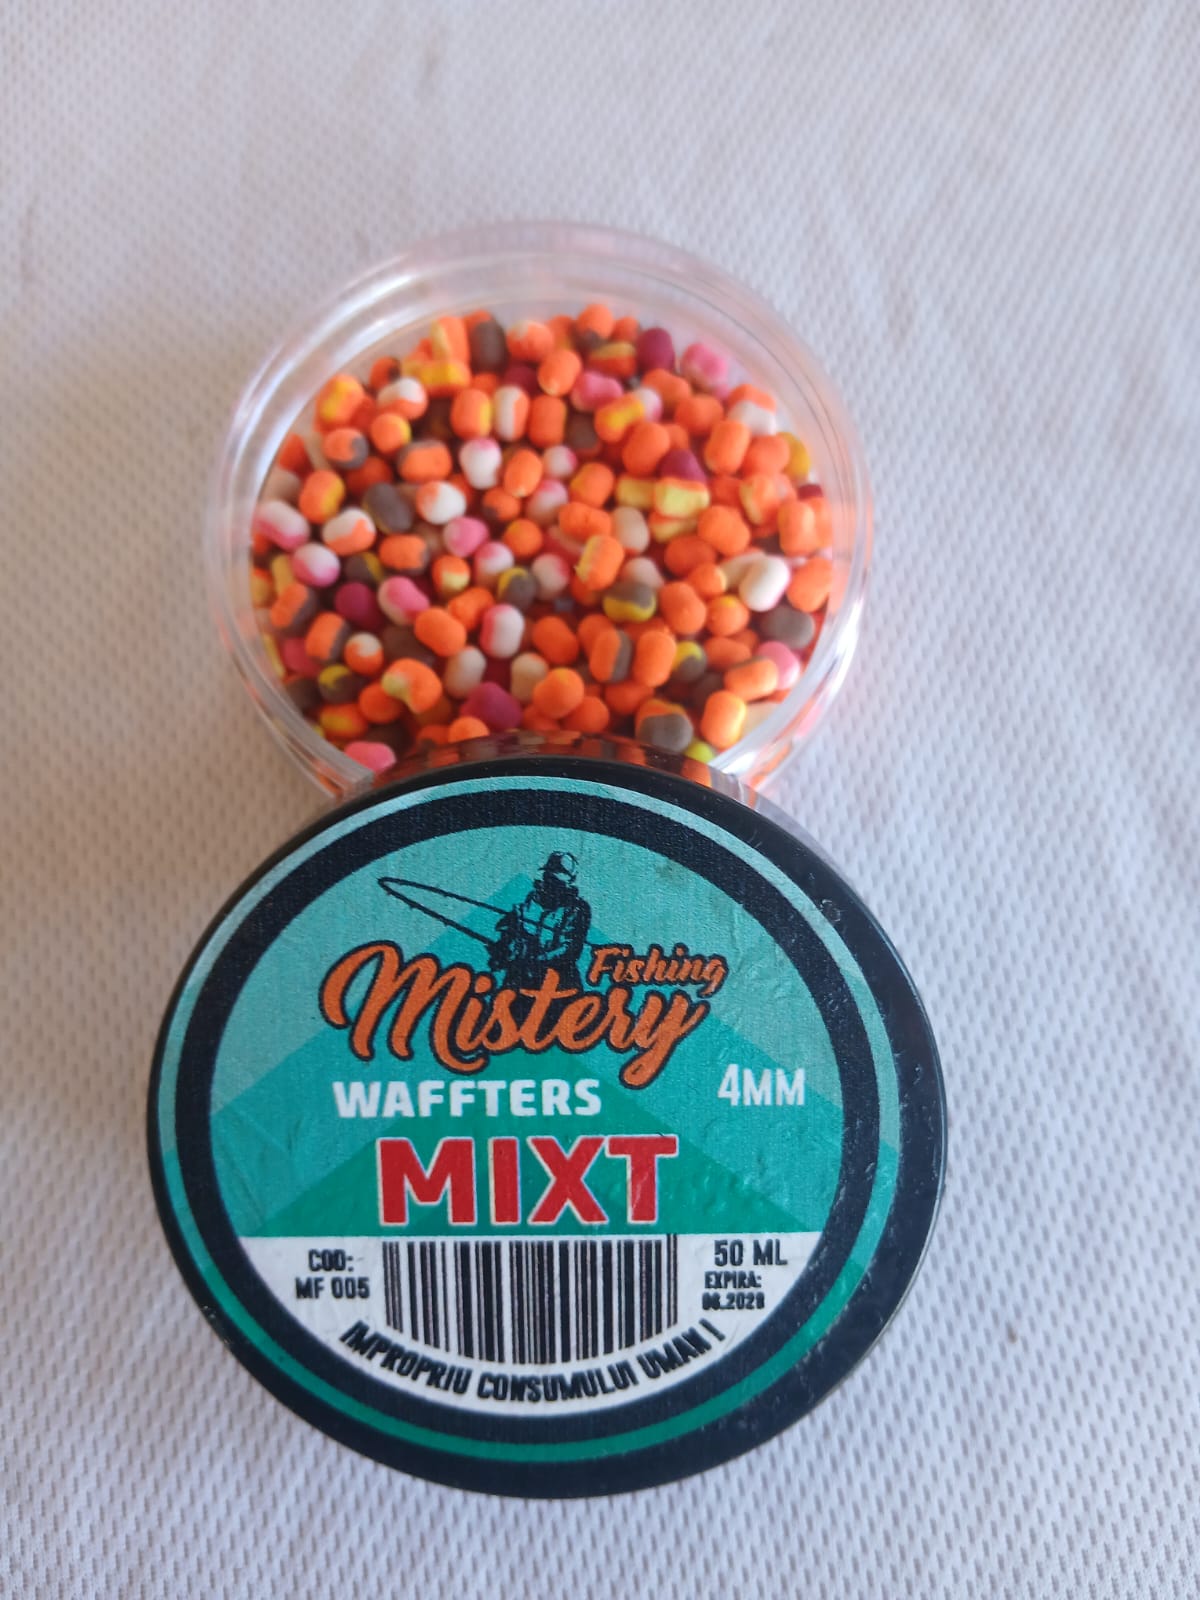 Mistery Fishing
WAFFTERS
4MM
MIXT
COD:
MF 005
50 ML
EXPIRA:
IMPROPRIU CONSUMULUI UMAN !